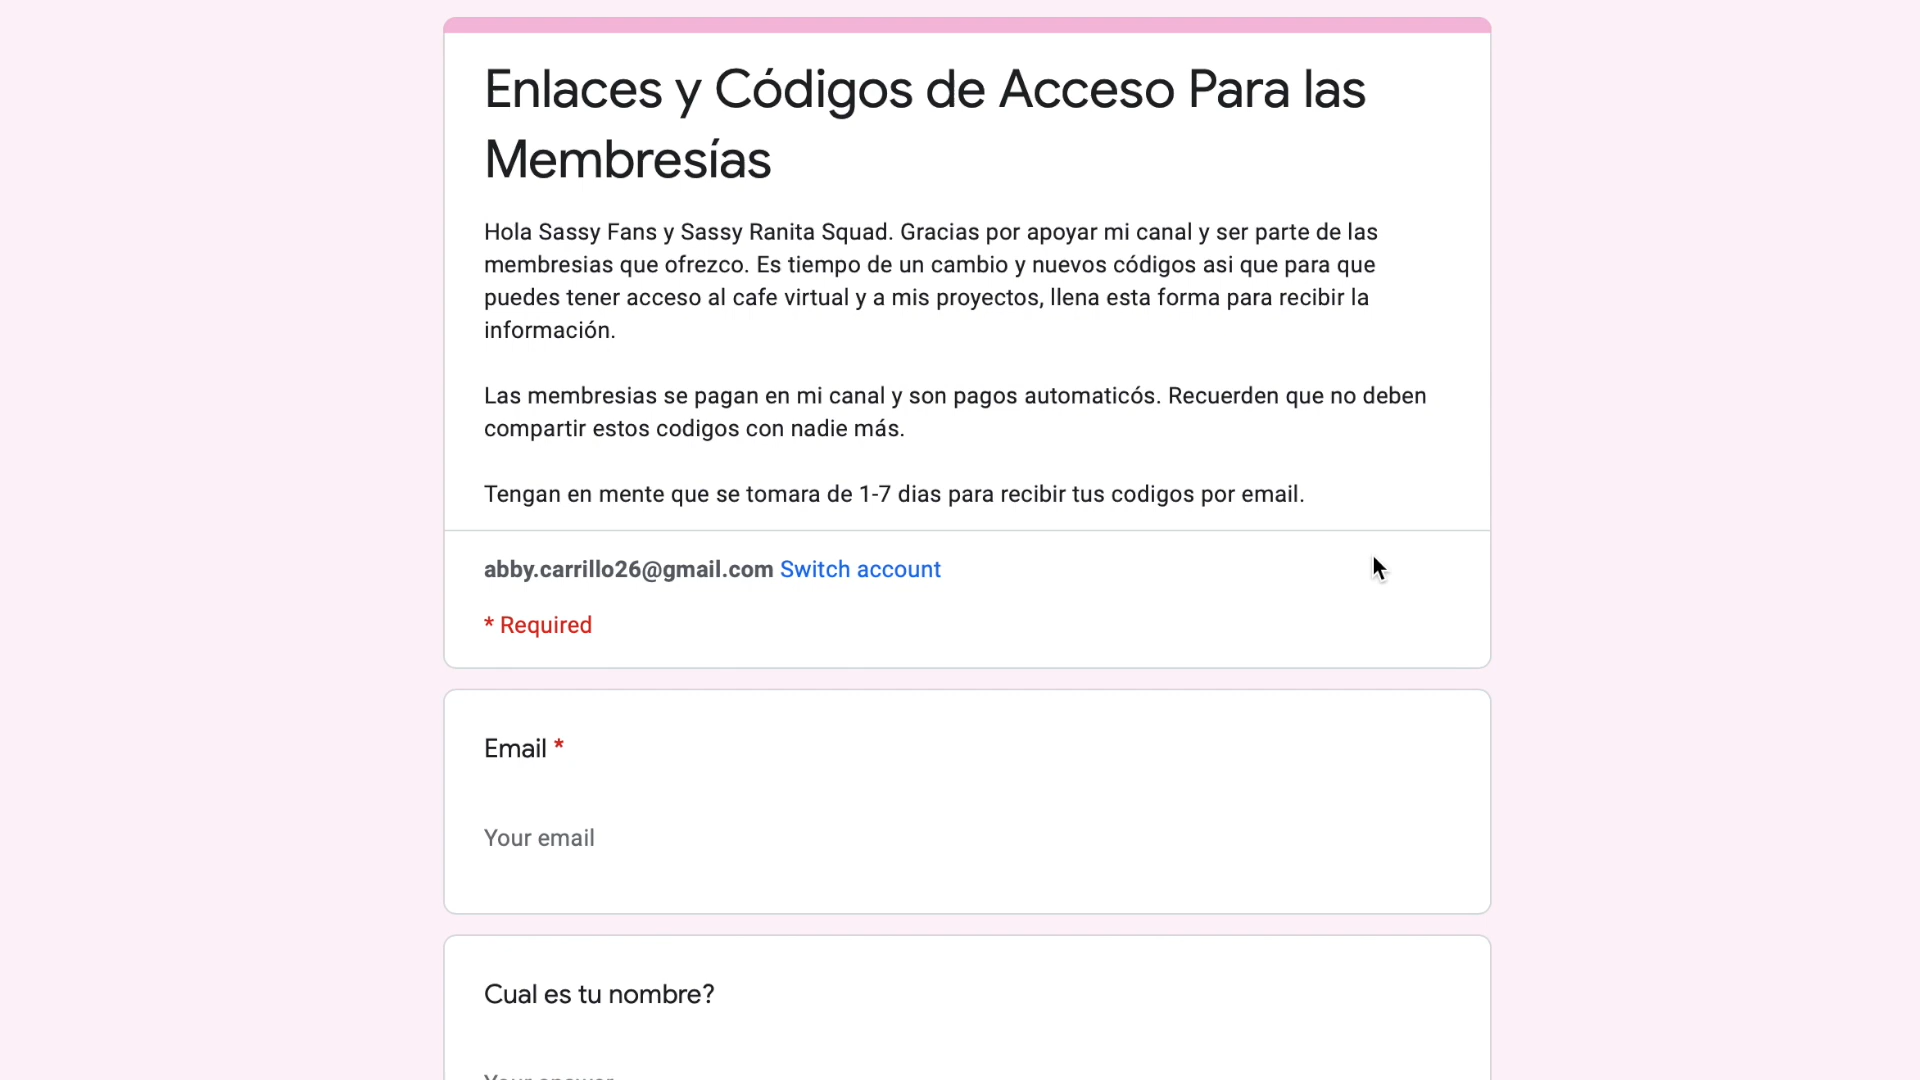 Enlaces y Códigos de Acceso Para las
Membresías
Hola Sassy Fans y Sassy Ranita Squad. Gracias por apoyar mi canal y ser parte de las
membresias que ofrezco. Es tiempo de un cambio y nuevos códigos asi que para que
puedes tener acceso al cafe virtual y a mis proyectos, llena esta forma para recibir la
información.
Las membresias se pagan en mi canal y son pagos automaticós. Recuerden que no deben
compartir estos codigos con nadie más.
Tengan en mente que se tomara de 1-7 dias para recibir tus codigos por email.
abby.carrillo26@gmail.com Switch account
* Required
Email *
Your email
Cual es tu nombre?
Your answer